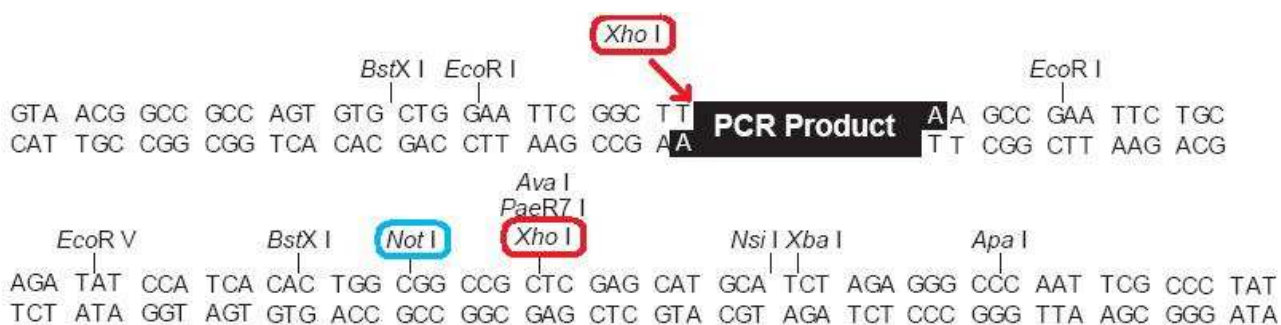 Xho I
BstX I EcoR I EcoR I
GTA ACG GCC GCC AGT GTG CTG GAA TTC GGC TT PCR Product AA GCC GAA TTC TGC
CAT TGC CGG CGG TCA CAC GAC CTT AAG CCG AA TT CGG CTT AAG ACG
Ava I
PaeR7 I
EcoR V BstX I Not I Xho I Nsi I Xba I Apa I
AGA TAT CCA TCA CAC TGG CGG CCG CTC GAG CAT GCA TCT AGA GGG CCC AAT TCG CCC TAT
TCT ATA GGT AGT GTG ACC GCC GGC GAG CTC GTA CGT AGA TCT CCC GGG TTA AGC GGG ATA